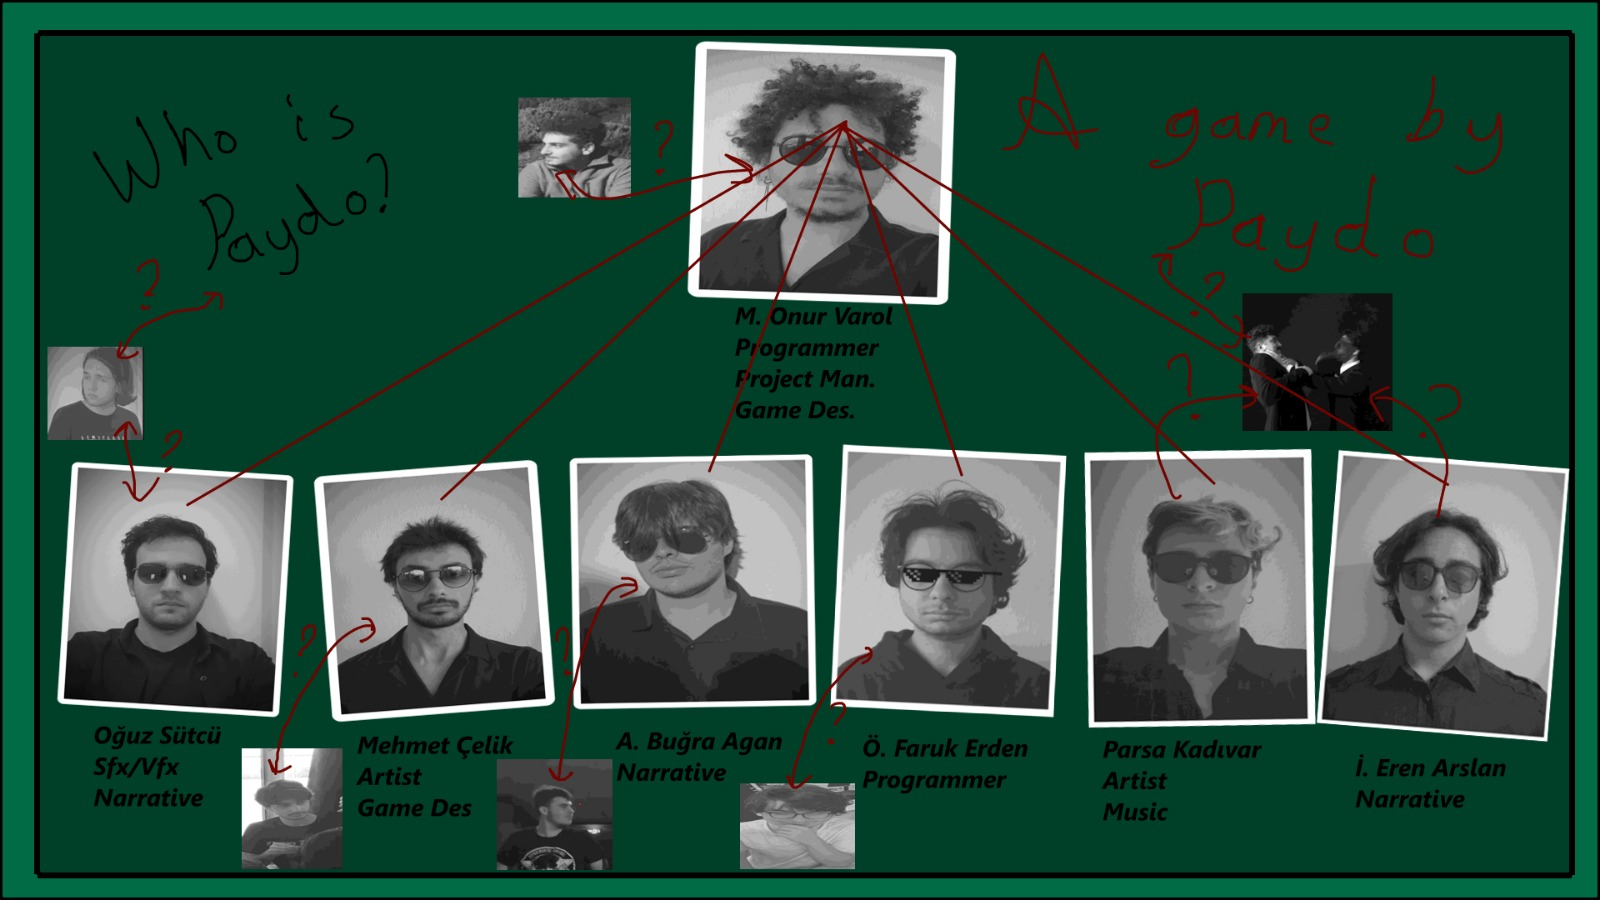 Who is
Paydo?
A game by
Paydo
?
?
?
?
?
M. Onur Varol
Programmer
Project Man.
Game Des.
?
?
?
?
?
Oğuz Sütcü
Sfx/Vfx
Narrative
Mehmet Çelik
Artist
Game Des
A. Buğra Agan
Narrative
Ö. Faruk Erden
Programmer
Parsa Kadıvar
Artist
Music
İ. Eren Arslan
Narrative